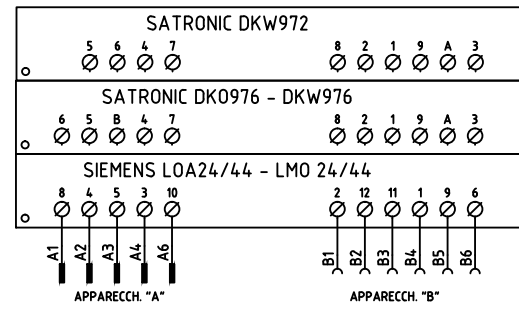 SATRONIC DKW972
5 6 4 7 8 2 1 9 A 3
SATRONIC DKO976 - DKW976
6 5 B 4 7 8 2 1 9 A 3
SIEMENS LOA24/44 - LMO 24/44
8 4 5 3 10 2 12 11 1 9 6
A1 A2 A3 A4 A6 B1 B2 B3 B4 B5 B6
APPARECCH. "A" APPARECCH. "B"